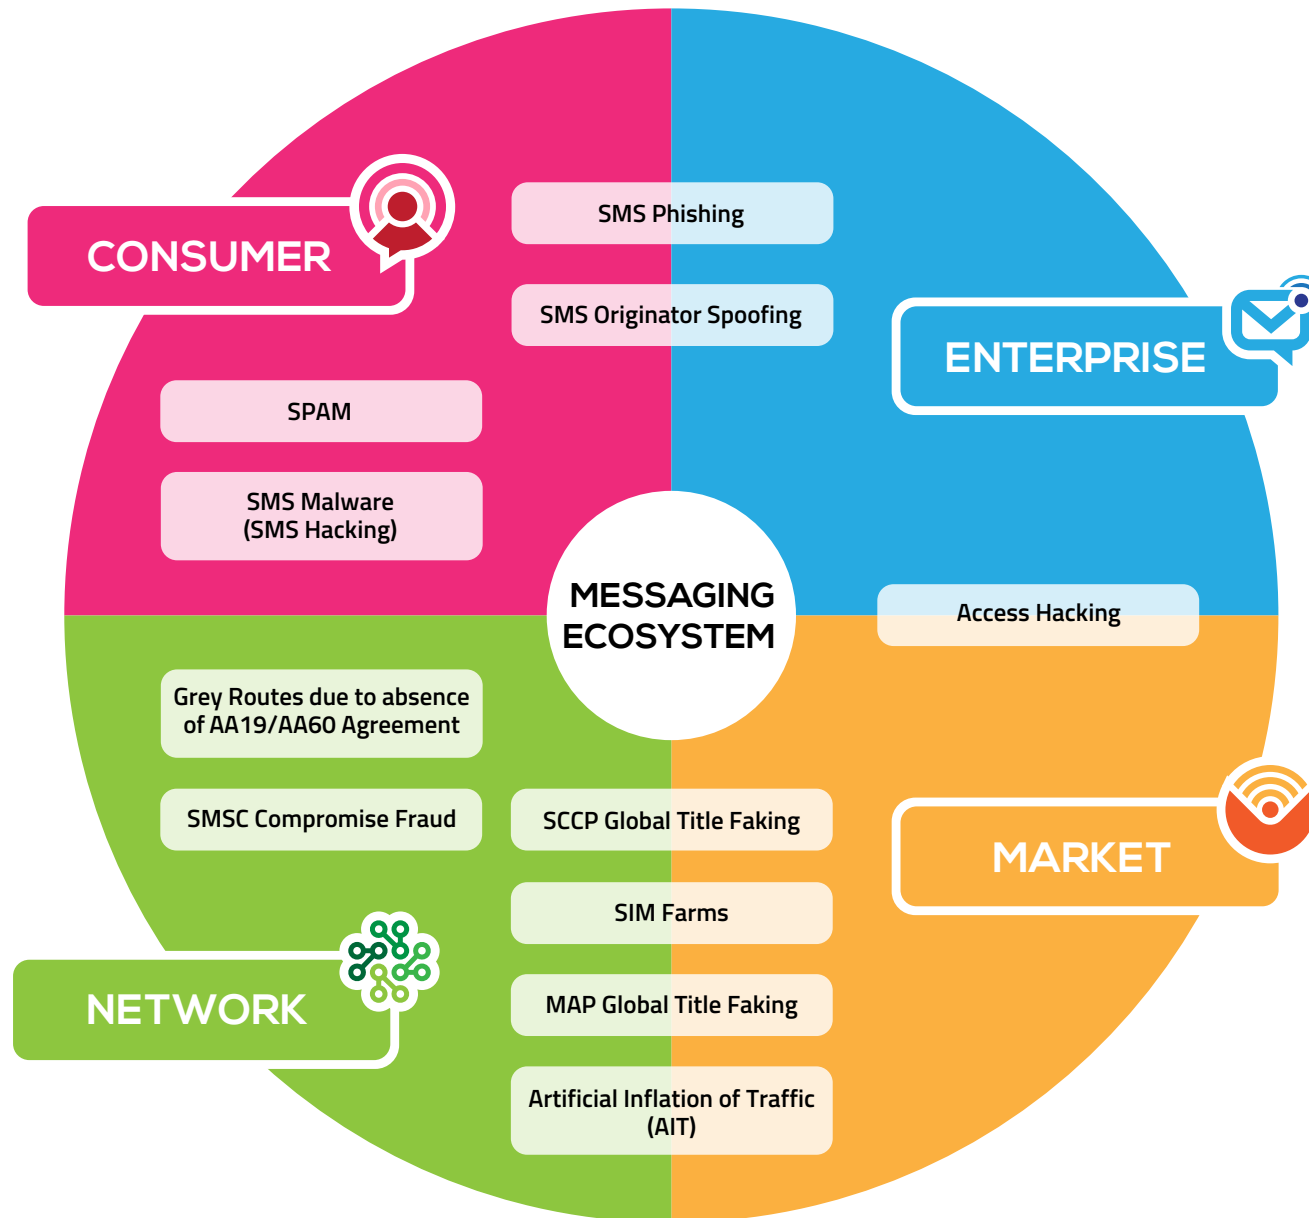 CONSUMER
SMS Phishing
SMS Originator Spoofing
ENTERPRISE
SPAM
SMS Malware
(SMS Hacking)
MESSAGING
ECOSYSTEM
Access Hacking
Grey Routes due to absence
of AA19/AA60 Agreement
SMSC Compromise Fraud
SCCP Global Title Faking
MARKET
SIM Farms
NETWORK
MAP Global Title Faking
Artificial Inflation of Traffic
(AIT)